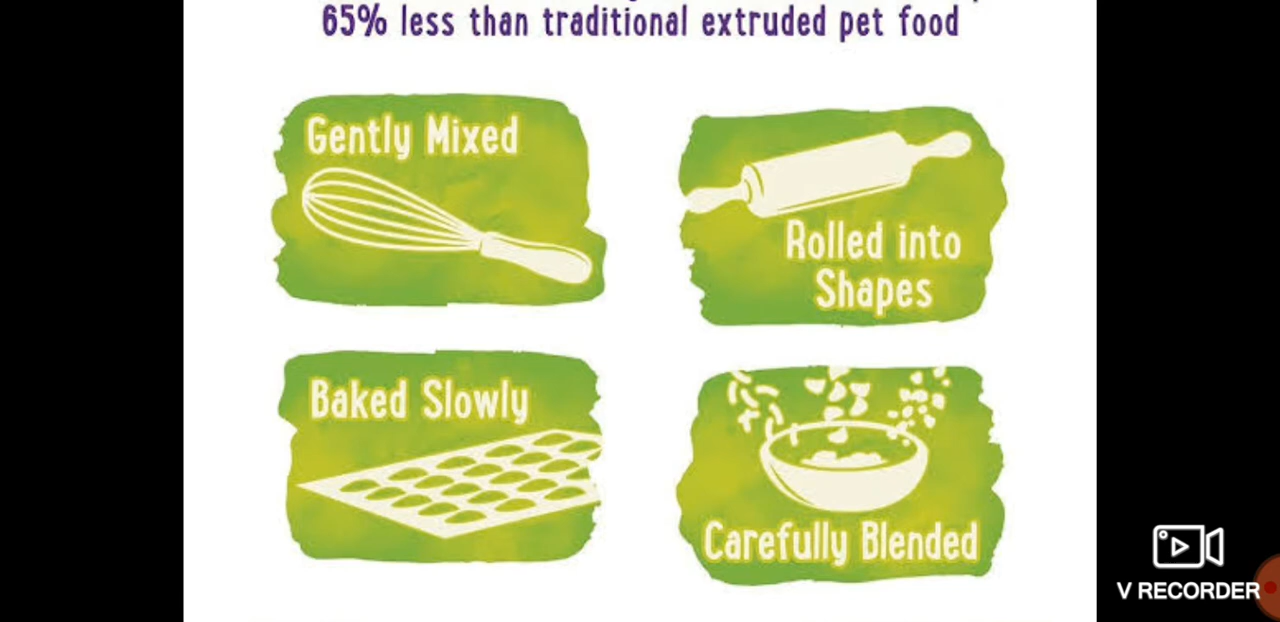 65% less than traditional extruded pet food
Gently Mixed
Rolled into
Shapes
Baked Slowly
Carefully Blended
V RECORDER